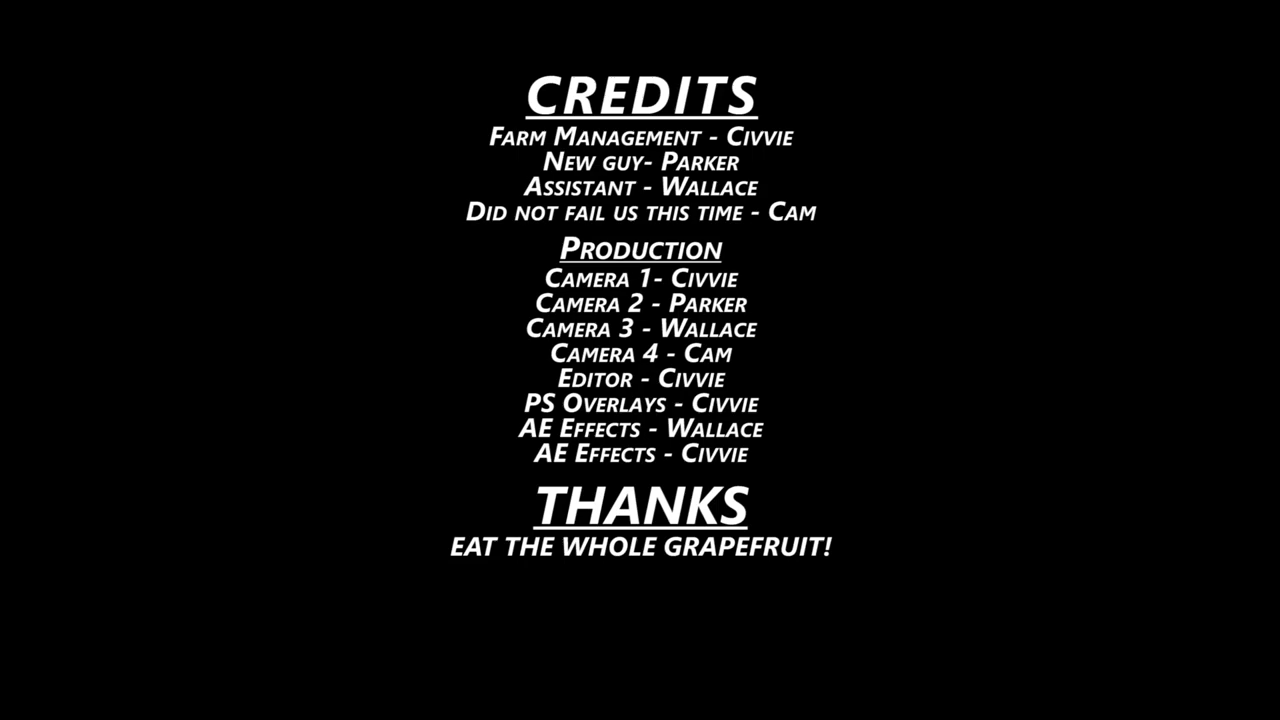 CREDITS
Farm Management - Civvie
New guy- Parker
Assistant - Wallace
Did not fail us this time - Cam
Production
Camera 1- Civvie
Camera 2 - Parker
Camera 3 - Wallace
Camera 4 - Cam
Editor - Civvie
PS Overlays - Civvie
AE Effects - Wallace
AE Effects - Civvie
THANKS
EAT THE WHOLE GRAPEFRUIT!